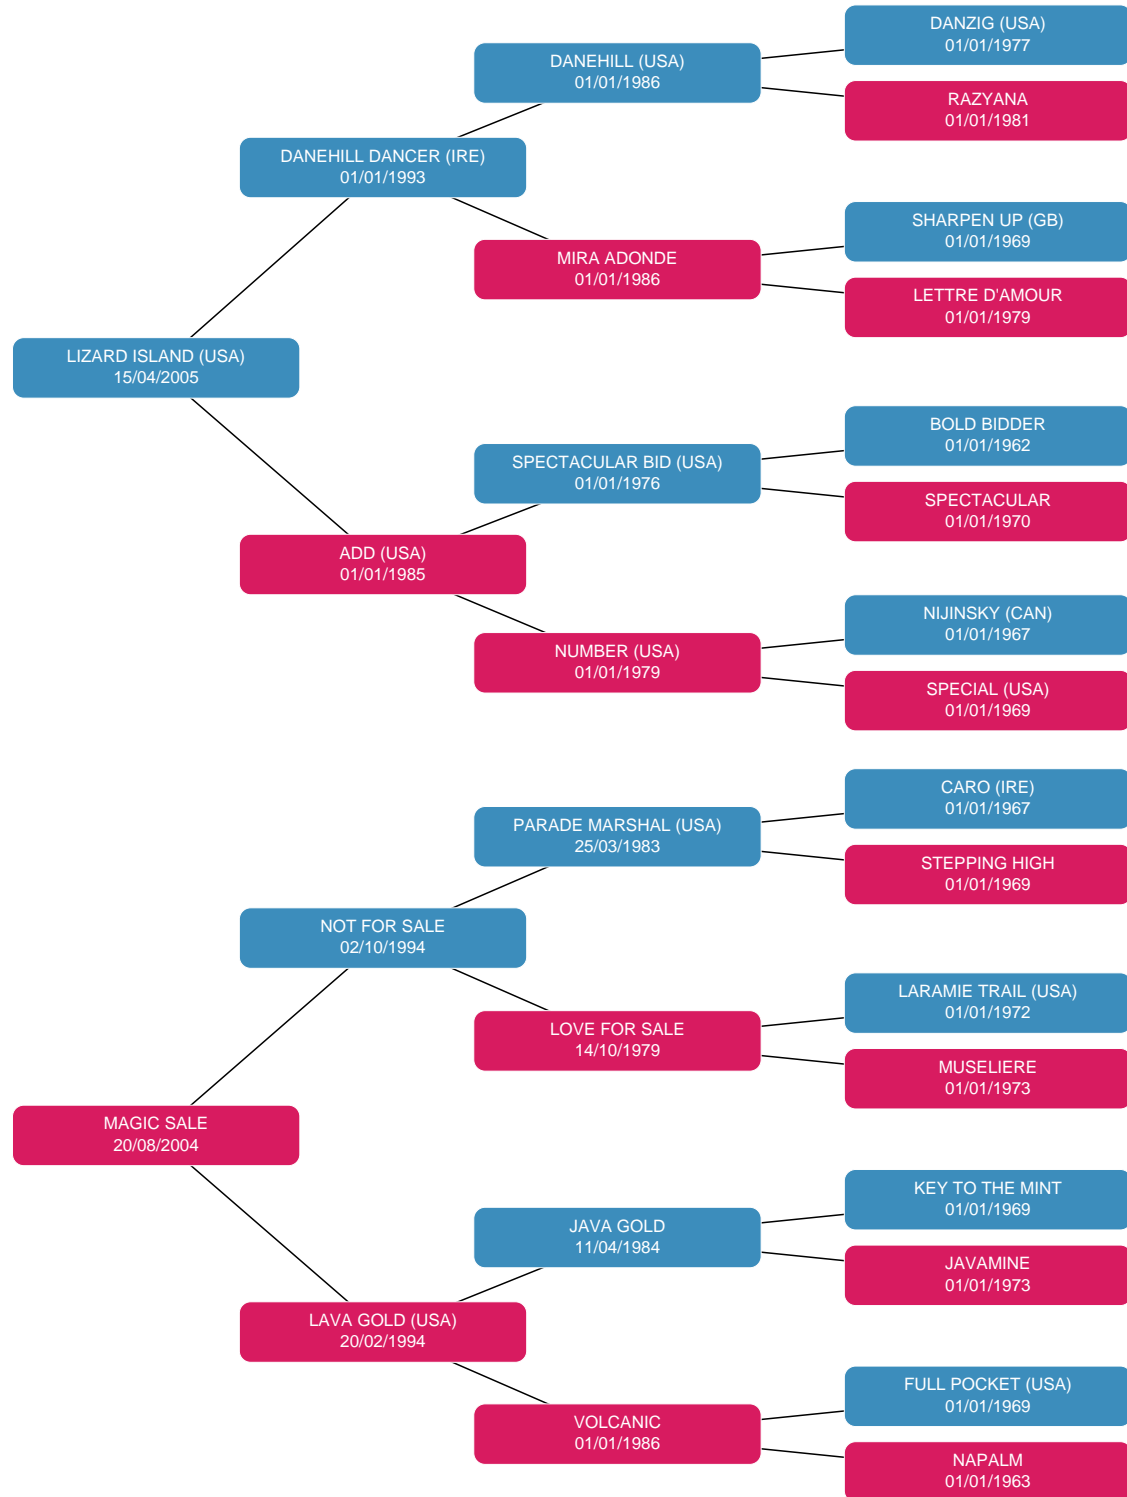 DANZIG (USA)
01/01/1977
DANEHILL (USA)
01/01/1986
RAZYANA
01/01/1981
DANEHILL DANCER (IRE)
01/01/1993
SHARPEN UP (GB)
01/01/1969
MIRA ADONDE
01/01/1986
LETTRE D'AMOUR
01/01/1979
LIZARD ISLAND (USA)
15/04/2005
BOLD BIDDER
01/01/1962
SPECTACULAR BID (USA)
01/01/1976
SPECTACULAR
01/01/1970
ADD (USA)
01/01/1985
NIJINSKY (CAN)
01/01/1967
NUMBER (USA)
01/01/1979
SPECIAL (USA)
01/01/1969
CARO (IRE)
01/01/1967
PARADE MARSHAL (USA)
25/03/1983
STEPPING HIGH
01/01/1969
NOT FOR SALE
02/10/1994
LARAMIE TRAIL (USA)
01/01/1972
LOVE FOR SALE
14/10/1979
MUSELIERE
01/01/1973
MAGIC SALE
20/08/2004
KEY TO THE MINT
01/01/1969
JAVA GOLD
11/04/1984
JAVAMINE
01/01/1973
LAVA GOLD (USA)
20/02/1994
FULL POCKET (USA)
01/01/1969
VOLCANIC
01/01/1986
NAPALM
01/01/1963